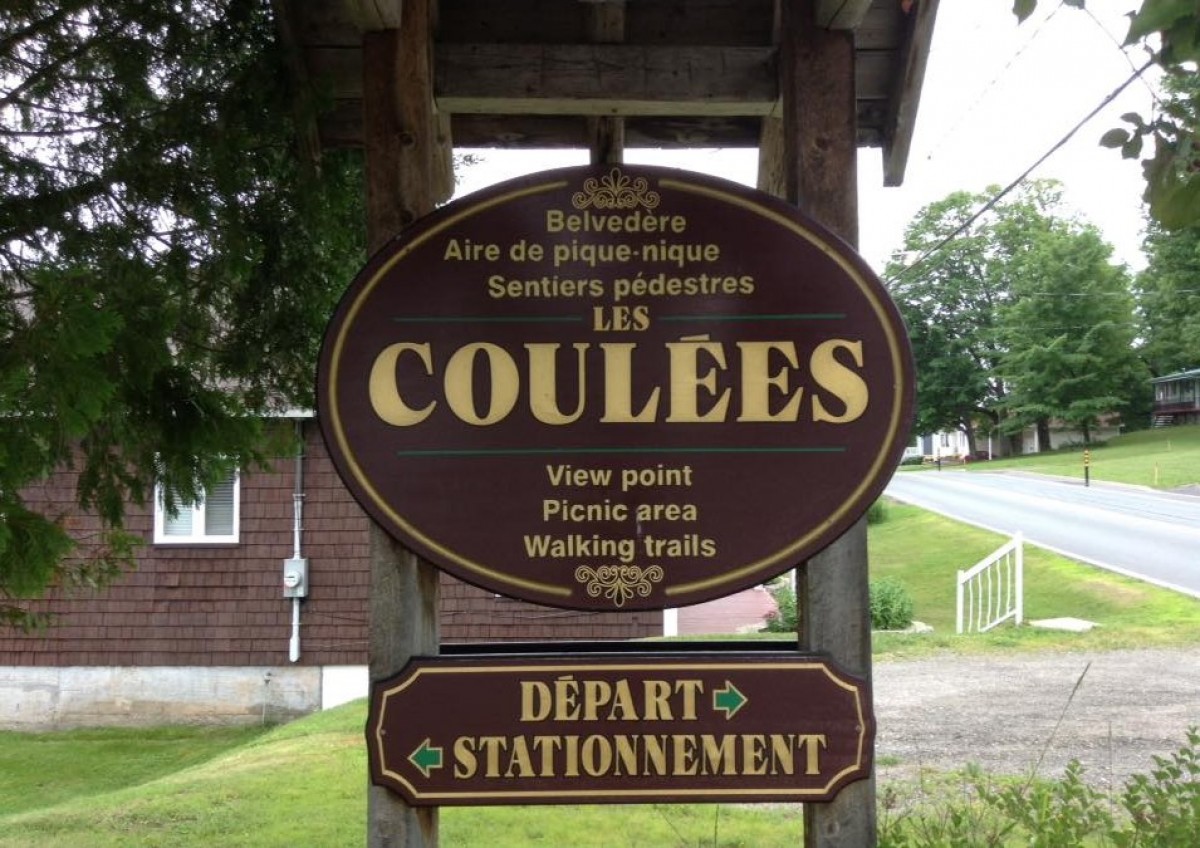 Belvedère
Aire de pique-nique
Sentiers pédestres
LES
COULÉES
View point
Picnic area
Walking trails
DÉPART
STATIONNEMENT